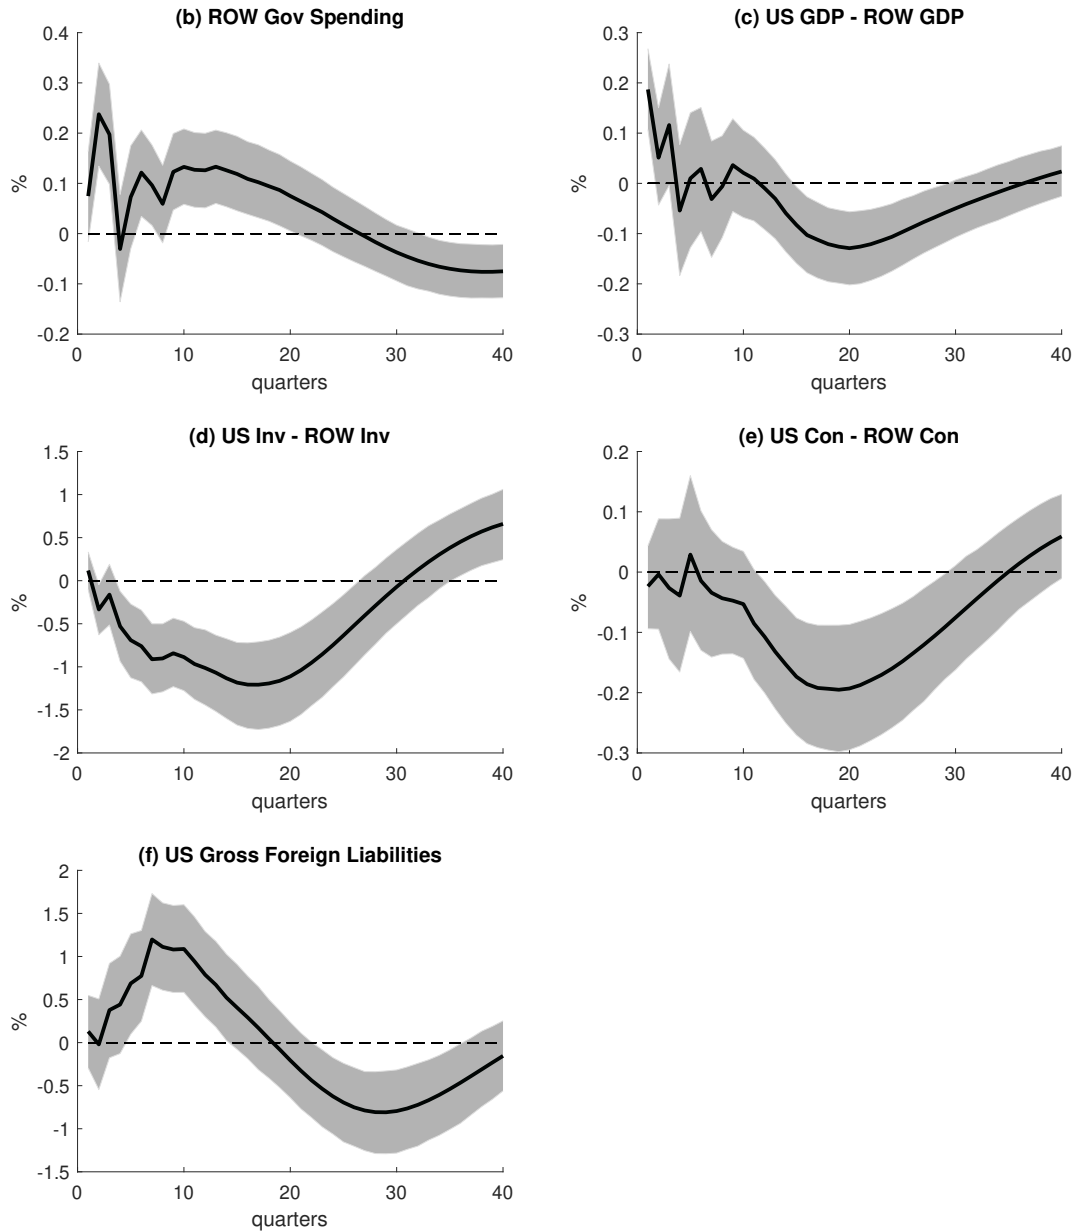 (b) ROW Gov Spending
0.4
0.3
0.2
0.1
0
-0.1
-0.2
%
0 10 20 30 40
quarters
(c) US GDP - ROW GDP
0.3
0.2
0.1
0
-0.1
-0.2
-0.3
%
0 10 20 30 40
quarters
(d) US Inv - ROW Inv
1.5
1
0.5
0
-0.5
-1
-1.5
-2
%
0 10 20 30 40
quarters
(e) US Con - ROW Con
0.2
0.1
0
-0.1
-0.2
-0.3
%
0 10 20 30 40
quarters
(f) US Gross Foreign Liabilities
2
1.5
1
0.5
0
-0.5
-1
-1.5
%
0 10 20 30 40
quarters